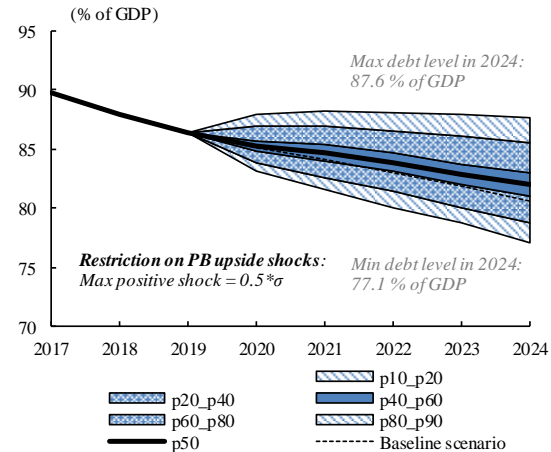 (% of GDP)
95
90
85
80
75
70
Max debt level in 2024:
87.6 % of GDP
Restriction on PB upside shocks:
Max positive shock = 0.5*σ
Min debt level in 2024:
77.1 % of GDP
2017 2018 2019 2020 2021 2022 2023 2024
p10_p20
p20_p40 p40_p60
p60_p80 p80_p90
p50 Baseline scenario